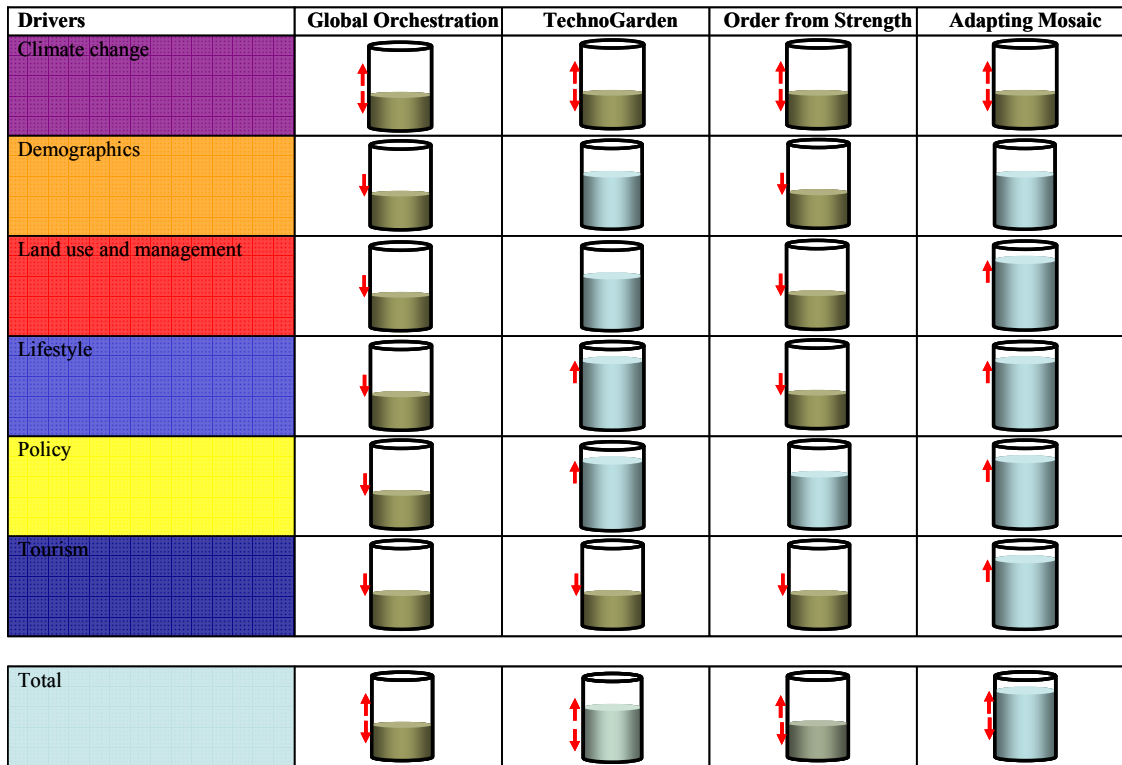 Drivers Global Orchestration TechnoGarden Order from Strength Adapting Mosaic
Climate change
Demographics
Land use and management
Lifestyle
Policy
Tourism
Total